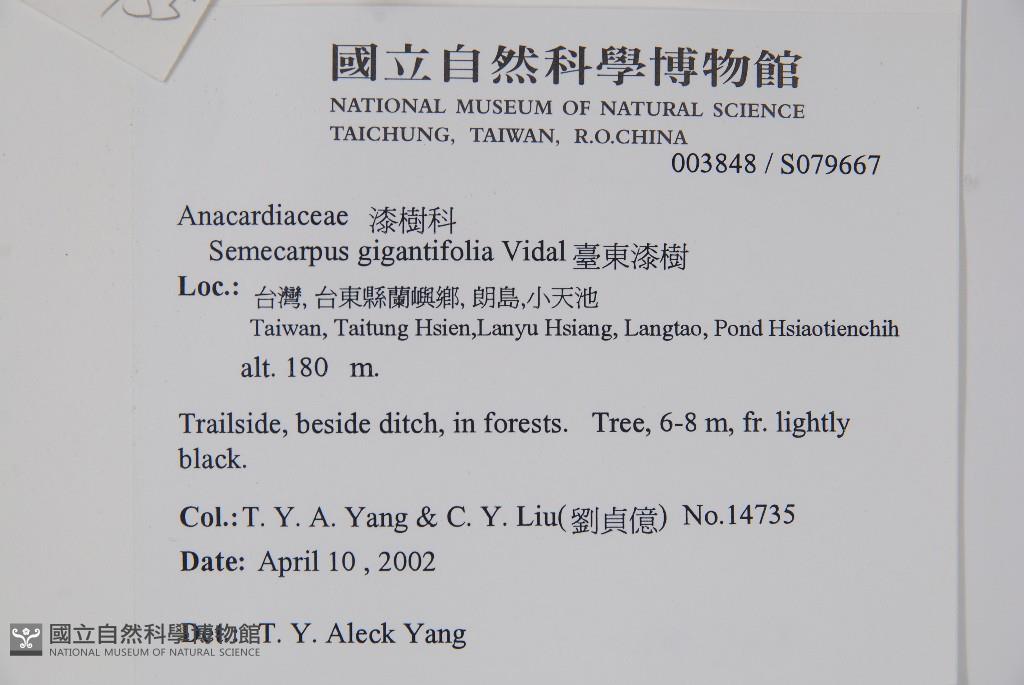 國立自然科學博物館
NATIONAL MUSEUM OF NATURAL SCIENCE
TAICHUNG, TAIWAN, R.O.CHINA
003848 / S079667
Anacardiaceae 漆樹科
Semecarpus gigantifolia Vidal 臺東漆樹
Loc.: 台灣, 台東縣蘭嶼鄉, 朗島,小天池
Taiwan, Taitung Hsien,Lanyu Hsiang, Langtao, Pond Hsiaotienchih
alt. 180 m.
Trailside, beside ditch, in forests. Tree, 6-8 m, fr. lightly
black.
Col.: T. Y. A. Yang & C. Y. Liu(劉貞億) No.14735
Date: April 10 , 2002
Det.: T. Y. Aleck Yang
國立自然科學博物館
NATIONAL MUSEUM OF NATURAL SCIENCE